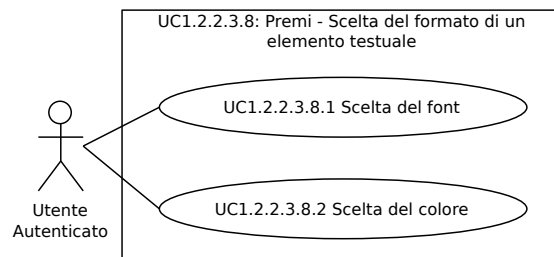 UC1.2.2.3.8: Premi - Scelta del formato di un
elemento testuale
UC1.2.2.3.8.1 Scelta del font
UC1.2.2.3.8.2 Scelta del colore
Utente
Autenticato